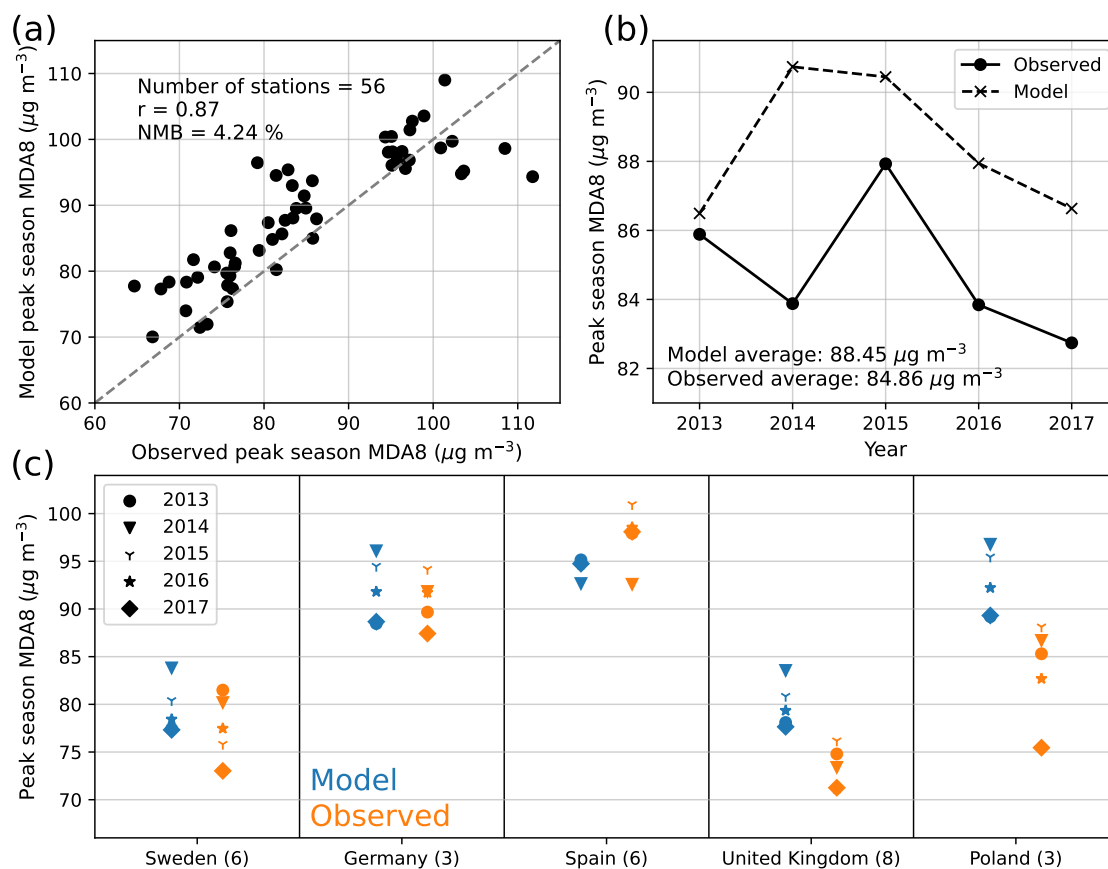 (a)
Model peak season MDA8 (μg m⁻³)
110
100
90
80
70
60
Number of stations = 56
r = 0.87
NMB = 4.24 %
60 70 80 90 100 110
Observed peak season MDA8 (μg m⁻³)
(b)
Peak season MDA8 (μg m⁻³)
90
88
86
84
82
Observed
Model
Model average: 88.45 μg m⁻³
Observed average: 84.86 μg m⁻³
2013 2014 2015 2016 2017
Year
(c)
Peak season MDA8 (μg m⁻³)
100
95
90
85
80
75
70
2013
2014
2015
2016
2017
Model
Observed
Sweden (6) Germany (3) Spain (6) United Kingdom (8) Poland (3)